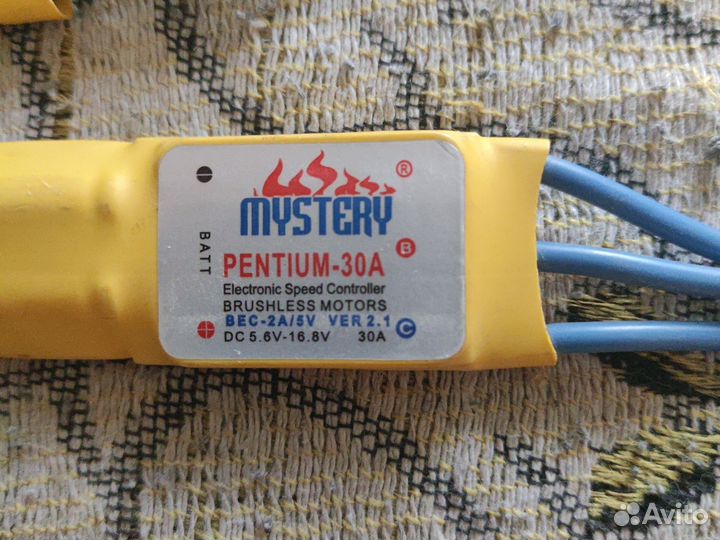 MYSTERY ®
BATT
PENTIUM-30A
B
Electronic Speed Controller
BRUSHLESS MOTORS
BEC-2A/5V VER 2.1 C
DC 5.6V-16.8V 30A
Avito